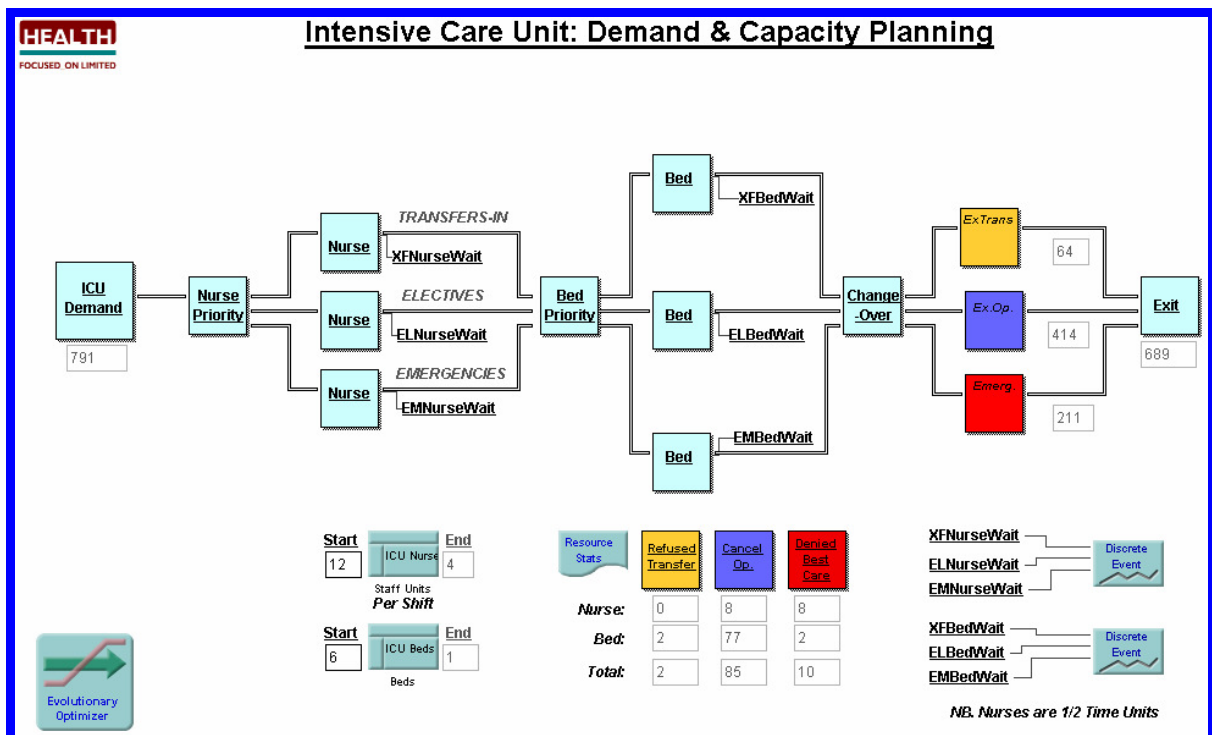 HEALTH
FOCUSED ON LIMITED
Intensive Care Unit: Demand & Capacity Planning
ICU
Demand
791
Nurse
Priority
TRANSFERS-IN
Nurse
XFNurseWait
ELECTIVES
Nurse
ELNurseWait
EMERGENCIES
Nurse
EMNurseWait
Bed
Priority
Bed
XFBedWait
Bed
ELBedWait
Bed
EMBedWait
Change
-Over
ExTrans
64
Ex.Op.
414
Emerg.
211
Exit
689
Start
12
ICU Nurse
End
4
Staff Units
Per Shift
Start
6
ICU Beds
End
1
Beds
Resource
Stats
Refused
Transfer
Cancel
Op.
Denied
Best
Care
Nurse: 0 8 8
Bed: 2 77 2
Total: 2 85 10
XFNurseWait
ELNurseWait
EMNurseWait
Discrete
Event
XFBedWait
ELBedWait
EMBedWait
Discrete
Event
NB. Nurses are 1/2 Time Units
Evolutionary
Optimizer